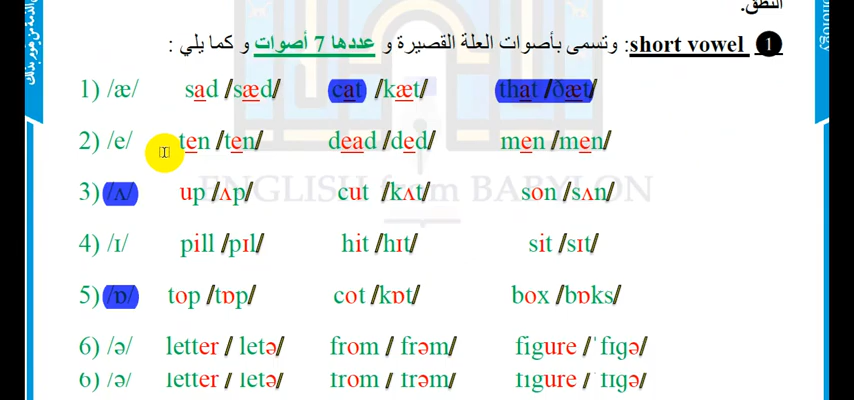 النطق.
❶ short vowel: وتسمى بأصوات العلة القصيرة و عددها 7 أصوات و كما يلي :
1) /æ/ sad /sæd/ cat /kæt/ that /ðæt/
2) /e/ ten /ten/ dead /ded/ men /men/
3) /ʌ/ up /ʌp/ cut /kʌt/ son /sʌn/
ENGLISH from BABYLON
4) /ɪ/ pill /pɪl/ hit /hɪt/ sit /sɪt/
5) /ɒ/ top /tɒp/ cot /kɒt/ box /bɒks/
6) /ə/ letter / letə/ from / frəm/ figure / ˈfɪgə/
6) /ə/ letter / letə/ from / frəm/ figure / ˈfɪgə/